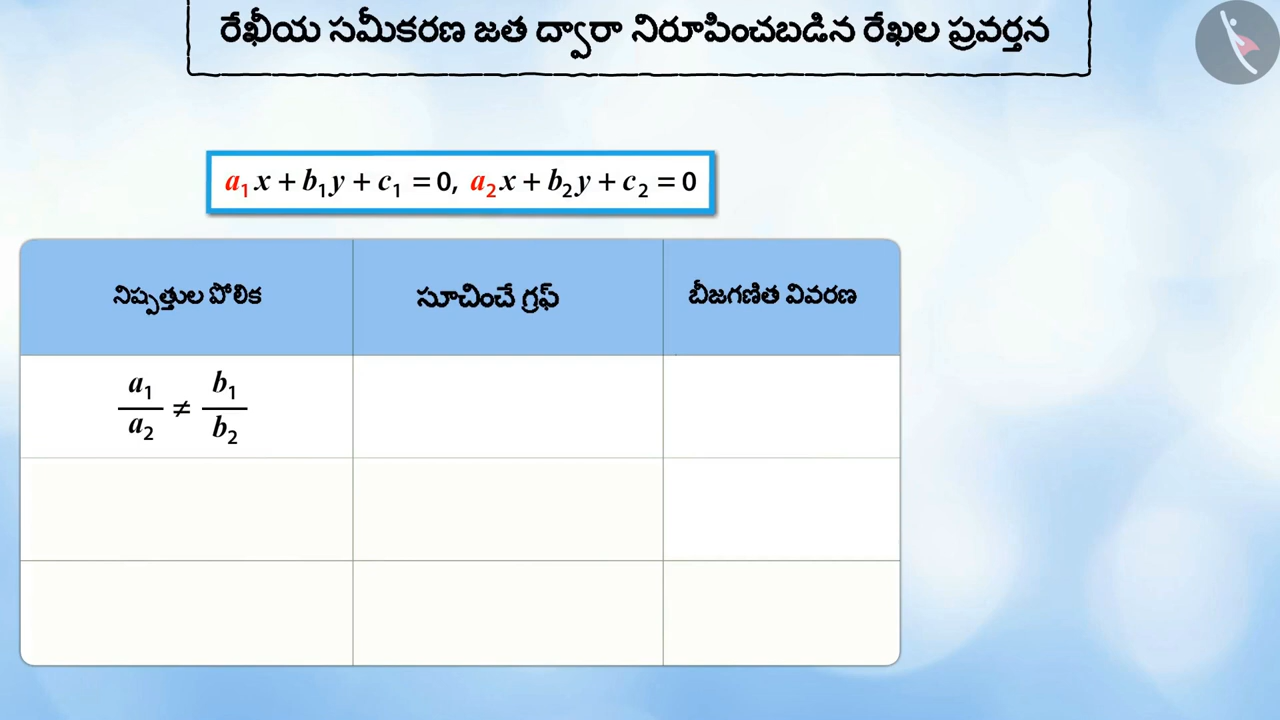 రేఖీయ సమీకరణ జత ద్వారా నిరూపించబడిన రేఖల ప్రవర్తన
a₁x + b₁y + c₁ = 0, a₂x + b₂y + c₂ = 0
నిష్పత్తుల పోలిక సూచించే గ్రఫ్ బీజగణిత వివరణ
a₁/a₂ ≠ b₁/b₂